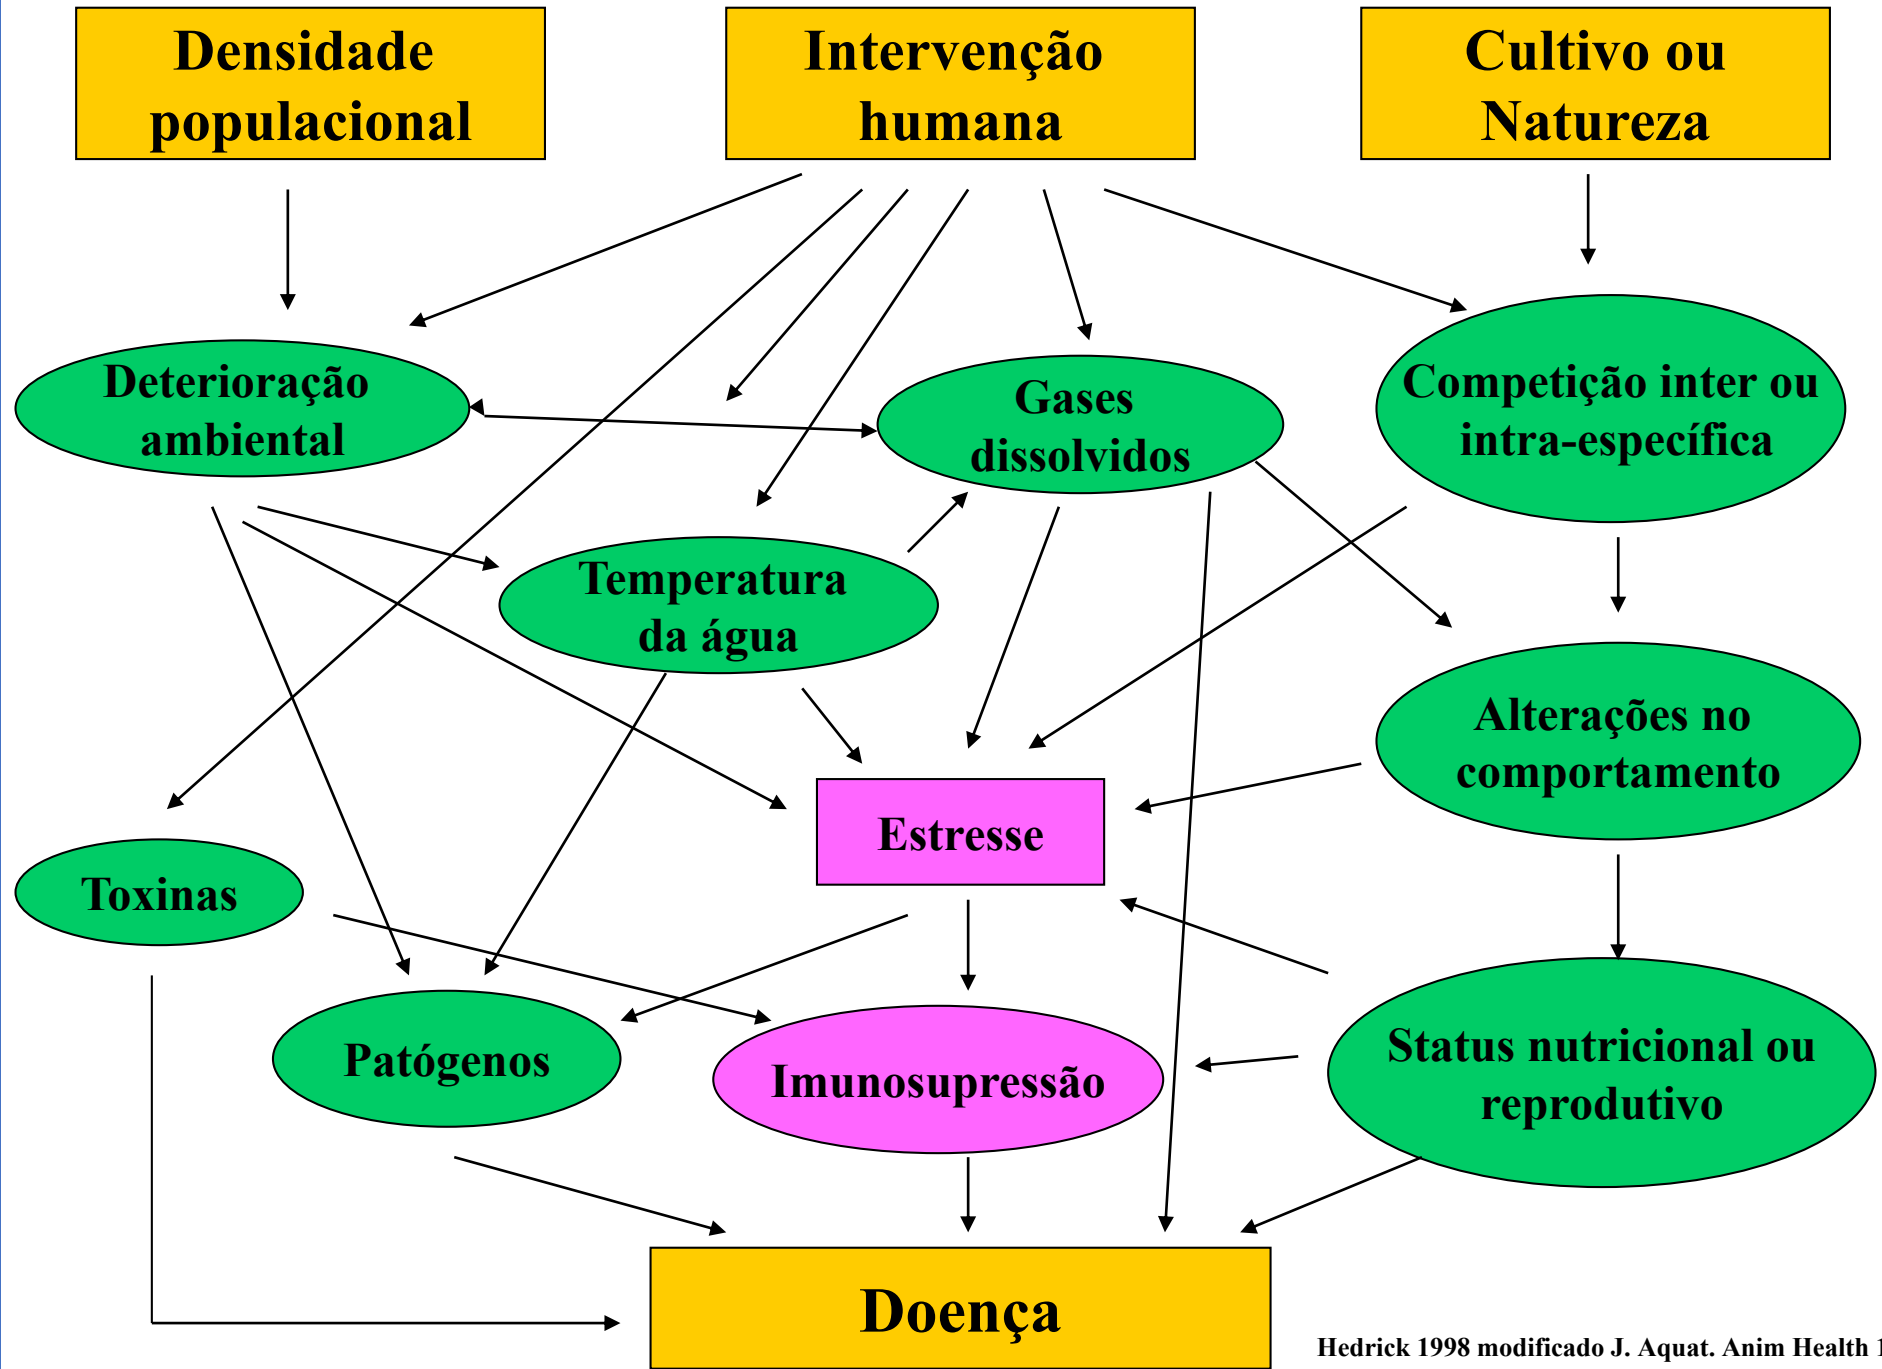 Densidade
populacional
Intervenção
humana
Cultivo ou
Natureza
Deterioração
ambiental
Gases
dissolvidos
Competição inter ou
intra-específica
Temperatura
da água
Alterações no
comportamento
Estresse
Toxinas
Patógenos
Imunosupressão
Status nutricional ou
reprodutivo
Doença
Hedrick 1998 modificado J. Aquat. Anim Health